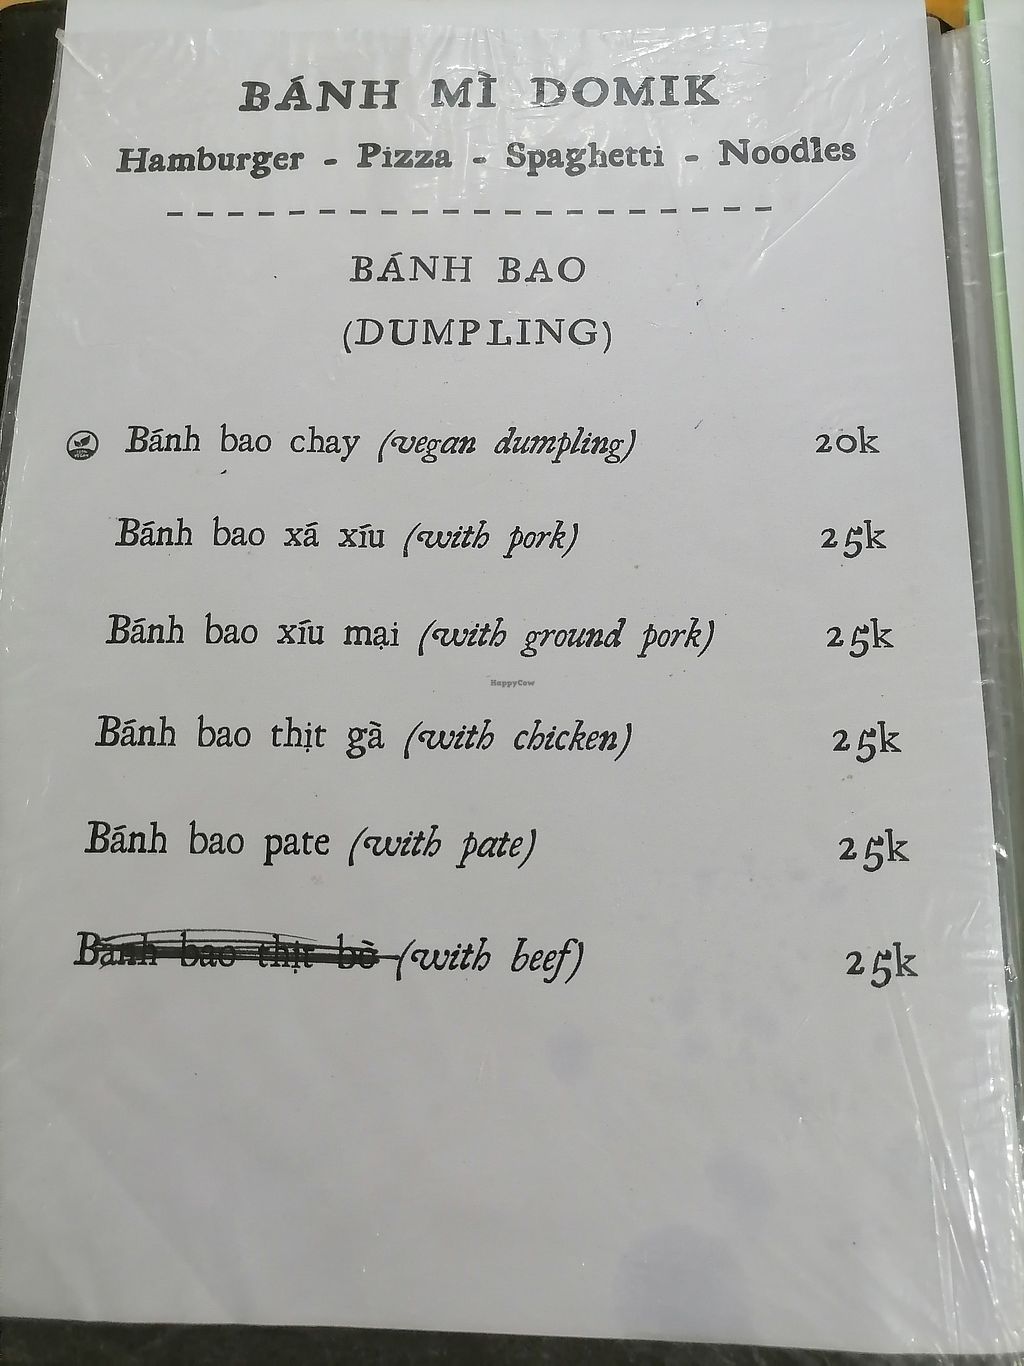 BÁNH MÌ DOMIK
Hamburger - Pizza - Spaghetti - Noodles
BÁNH BAO
(DUMPLING)
Bánh bao chay (vegan dumpling) 20k
Bánh bao xá xíu (with pork) 25k
Bánh bao xíu mại (with ground pork) 25k
HappyCow
Bánh bao thịt gà (with chicken) 25k
Bánh bao pate (with pate) 25k
Bánh bao thịt bò (with beef) 25k